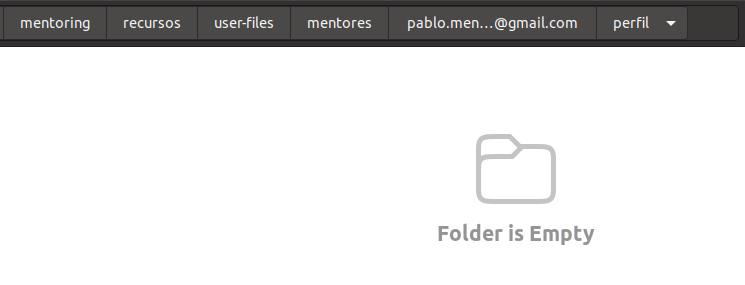 mentoring recursos user-files mentores pablo.men…@gmail.com perfil
Folder is Empty